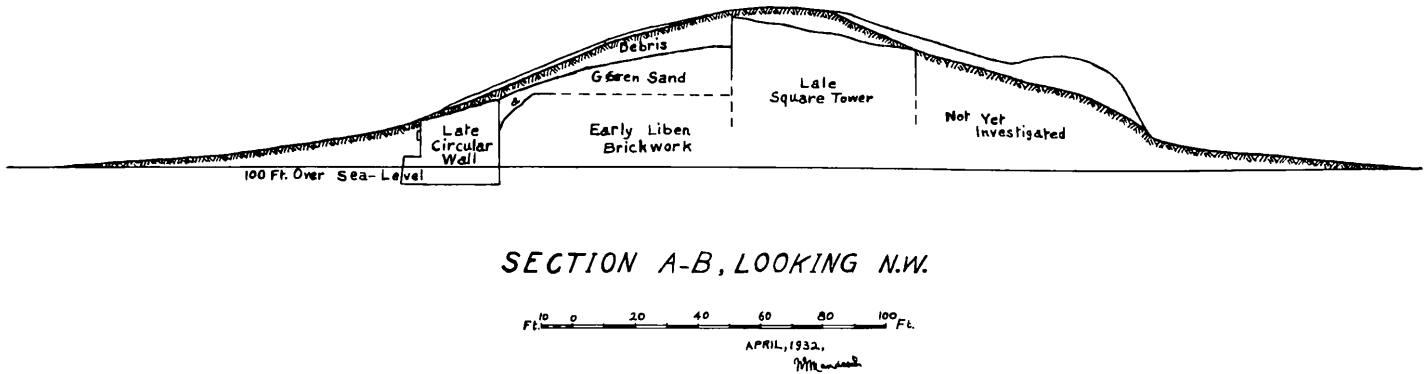 Debris
Green Sand
&
Late
Square Tower
Late
Circular
Wall
Early Liben
Brickwork
Not Yet
Investigated
100 Ft. Over Sea-Level
SECTION A-B, LOOKING N.W.
Ft. 10 0 20 40 60 80 100 Ft.
APRIL, 1932,